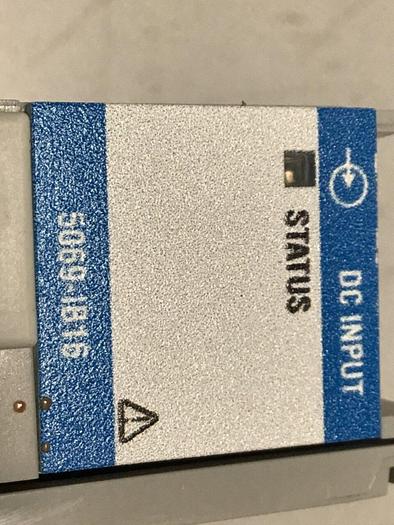 DC INPUT
STATUS
5069-IB16